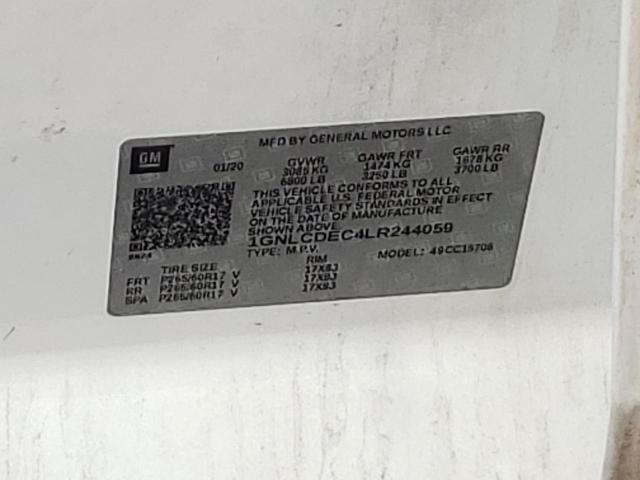 GM
MFD BY GENERAL MOTORS LLC
01/20 GVWR GAWR FRT GAWR RR
3085 KG 1474 KG 1678 KG
6800 LB 3250 LB 3700 LB
THIS VEHICLE CONFORMS TO ALL
APPLICABLE U.S. FEDERAL MOTOR
VEHICLE SAFETY STANDARDS IN EFFECT
ON THE DATE OF MANUFACTURE
SHOWN ABOVE
1GNLCDEC4LR244059
TYPE: M.P.V. MODEL: 49CC15706
TIRE SIZE RIM
FRT P265/60R17 V 17X8J
RR P265/60R17 V 17X8J
SPA P265/60R17 V 17X8J